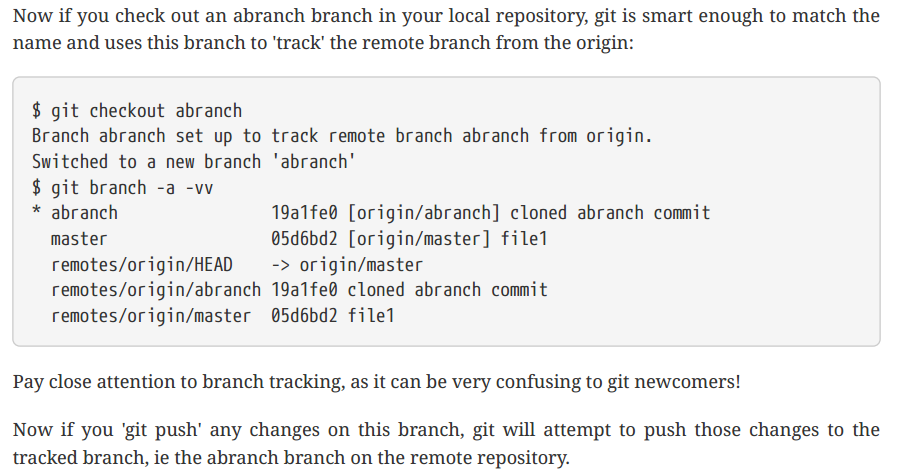 Now if you check out an abranch branch in your local repository, git is smart enough to match the
name and uses this branch to 'track' the remote branch from the origin:
$ git checkout abranch
Branch abranch set up to track remote branch abranch from origin.
Switched to a new branch 'abranch'
$ git branch -a -vv
* abranch                19a1fe0 [origin/abranch] cloned abranch commit
  master                 05d6bd2 [origin/master] file1
  remotes/origin/HEAD    -> origin/master
  remotes/origin/abranch 19a1fe0 cloned abranch commit
  remotes/origin/master  05d6bd2 file1
Pay close attention to branch tracking, as it can be very confusing to git newcomers!
Now if you 'git push' any changes on this branch, git will attempt to push those changes to the
tracked branch, ie the abranch branch on the remote repository.